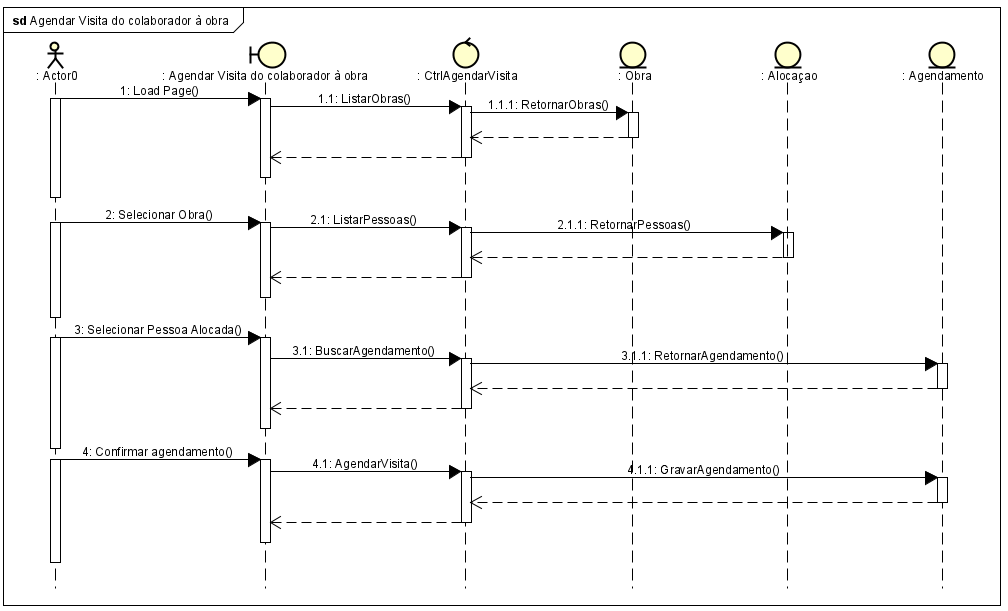 sd Agendar Visita do colaborador à obra
: Actor0
: Agendar Visita do colaborador à obra
: CtrlAgendarVisita
: Obra
: Alocaçao
: Agendamento
1: Load Page()
1.1: ListarObras()
1.1.1: RetornarObras()
2: Selecionar Obra()
2.1: ListarPessoas()
2.1.1: RetornarPessoas()
3: Selecionar Pessoa Alocada()
3.1: BuscarAgendamento()
3.1.1: RetornarAgendamento()
4: Confirmar agendamento()
4.1: AgendarVisita()
4.1.1: GravarAgendamento()